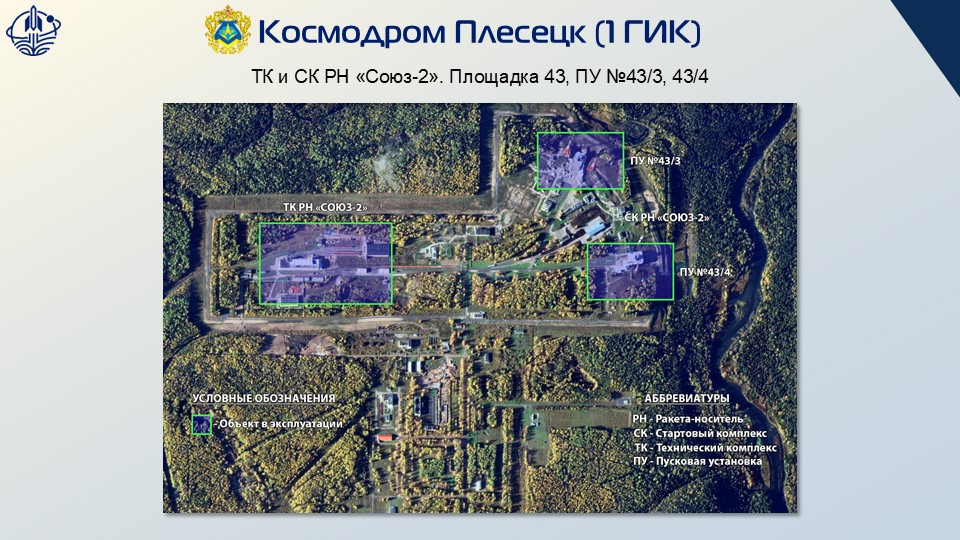 Космодром Плесецк (1 ГИК)
ТК и СК РН «Союз-2». Площадка 43, ПУ №43/3, 43/4
ПУ №43/3
ТК РН «СОЮЗ-2»
СК РН «СОЮЗ-2»
ПУ №43/4
УСЛОВНЫЕ ОБОЗНАЧЕНИЯ
- Объект в эксплуатации
АББРЕВИАТУРЫ
РН - Ракета-носитель
СК - Стартовый комплекс
ТК - Технический комплекс
ПУ - Пусковая установка